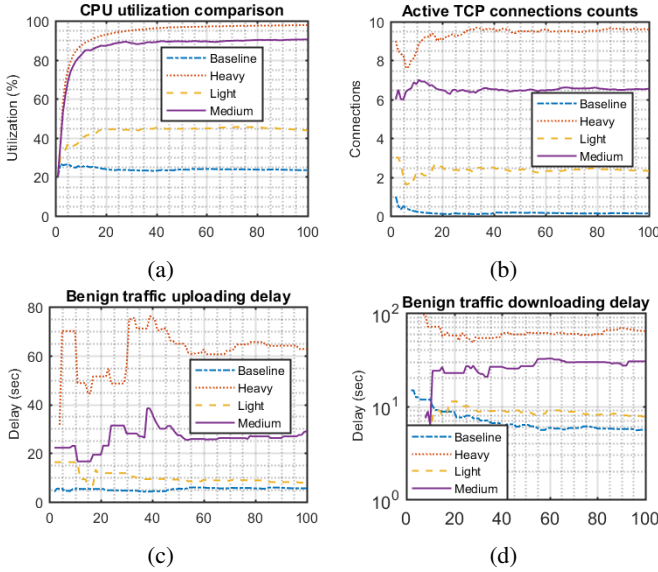 CPU utilization comparison
Utilization (%)
100
80
60
40
20
0
Baseline
Heavy
Light
Medium
0 20 40 60 80 100
(a)
Active TCP connections counts
Connections
10
8
6
4
2
0
Baseline
Heavy
Light
Medium
0 20 40 60 80 100
(b)
Benign traffic uploading delay
Delay (sec)
80
60
40
20
0
Baseline
Heavy
Light
Medium
0 20 40 60 80 100
(c)
Benign traffic downloading delay
Delay (sec)
10²
10¹
10⁰
Baseline
Heavy
Light
Medium
0 20 40 60 80 100
(d)